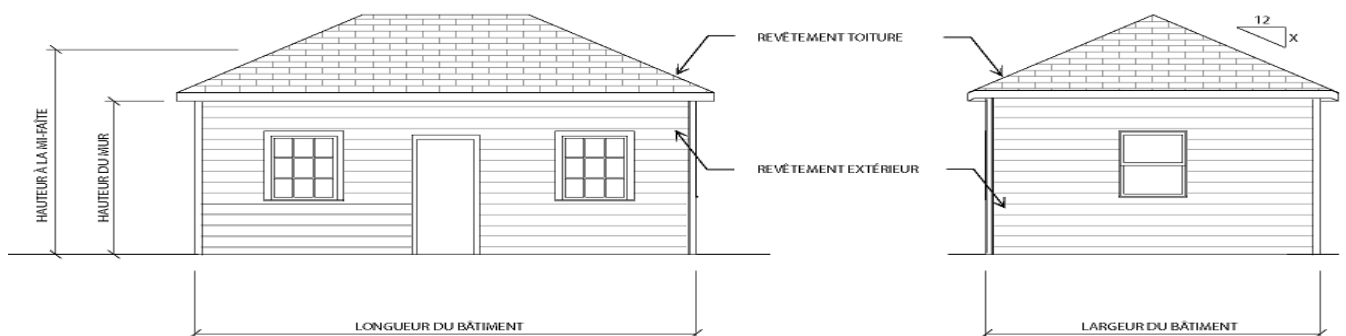 12
REVÊTEMENT TOITURE
X
HAUTEUR À LA MI-FAÎTE
HAUTEUR DU MUR
REVÊTEMENT EXTÉRIEUR
LONGUEUR DU BÂTIMENT
LARGEUR DU BÂTIMENT